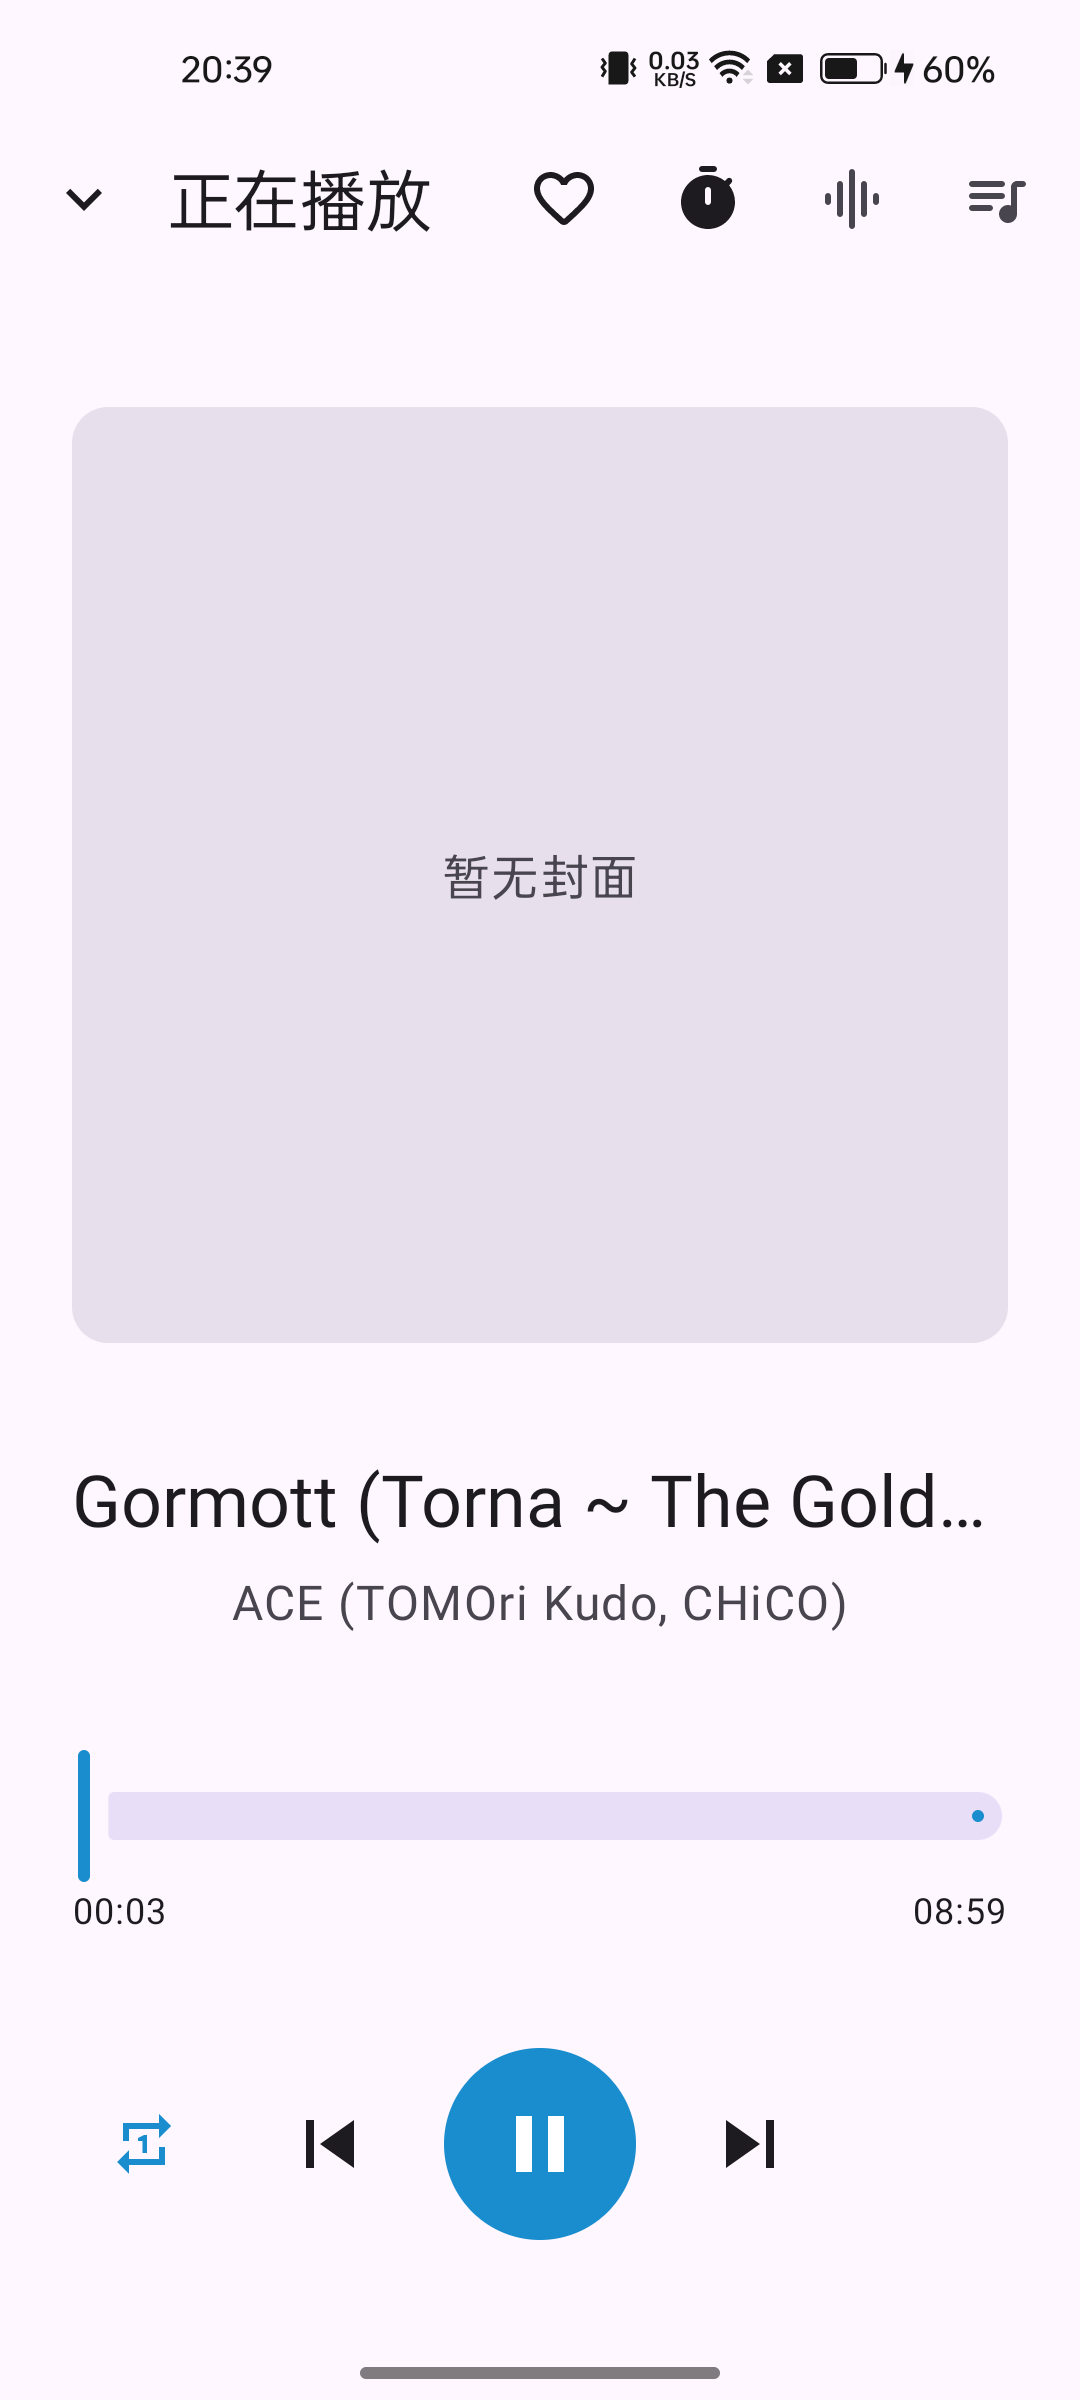 20:39
0.03
KB/S
60%
正在播放
暂无封面
Gormott (Torna ~ The Gold...
ACE (TOMOri Kudo, CHiCO)
00:03
08:59
1